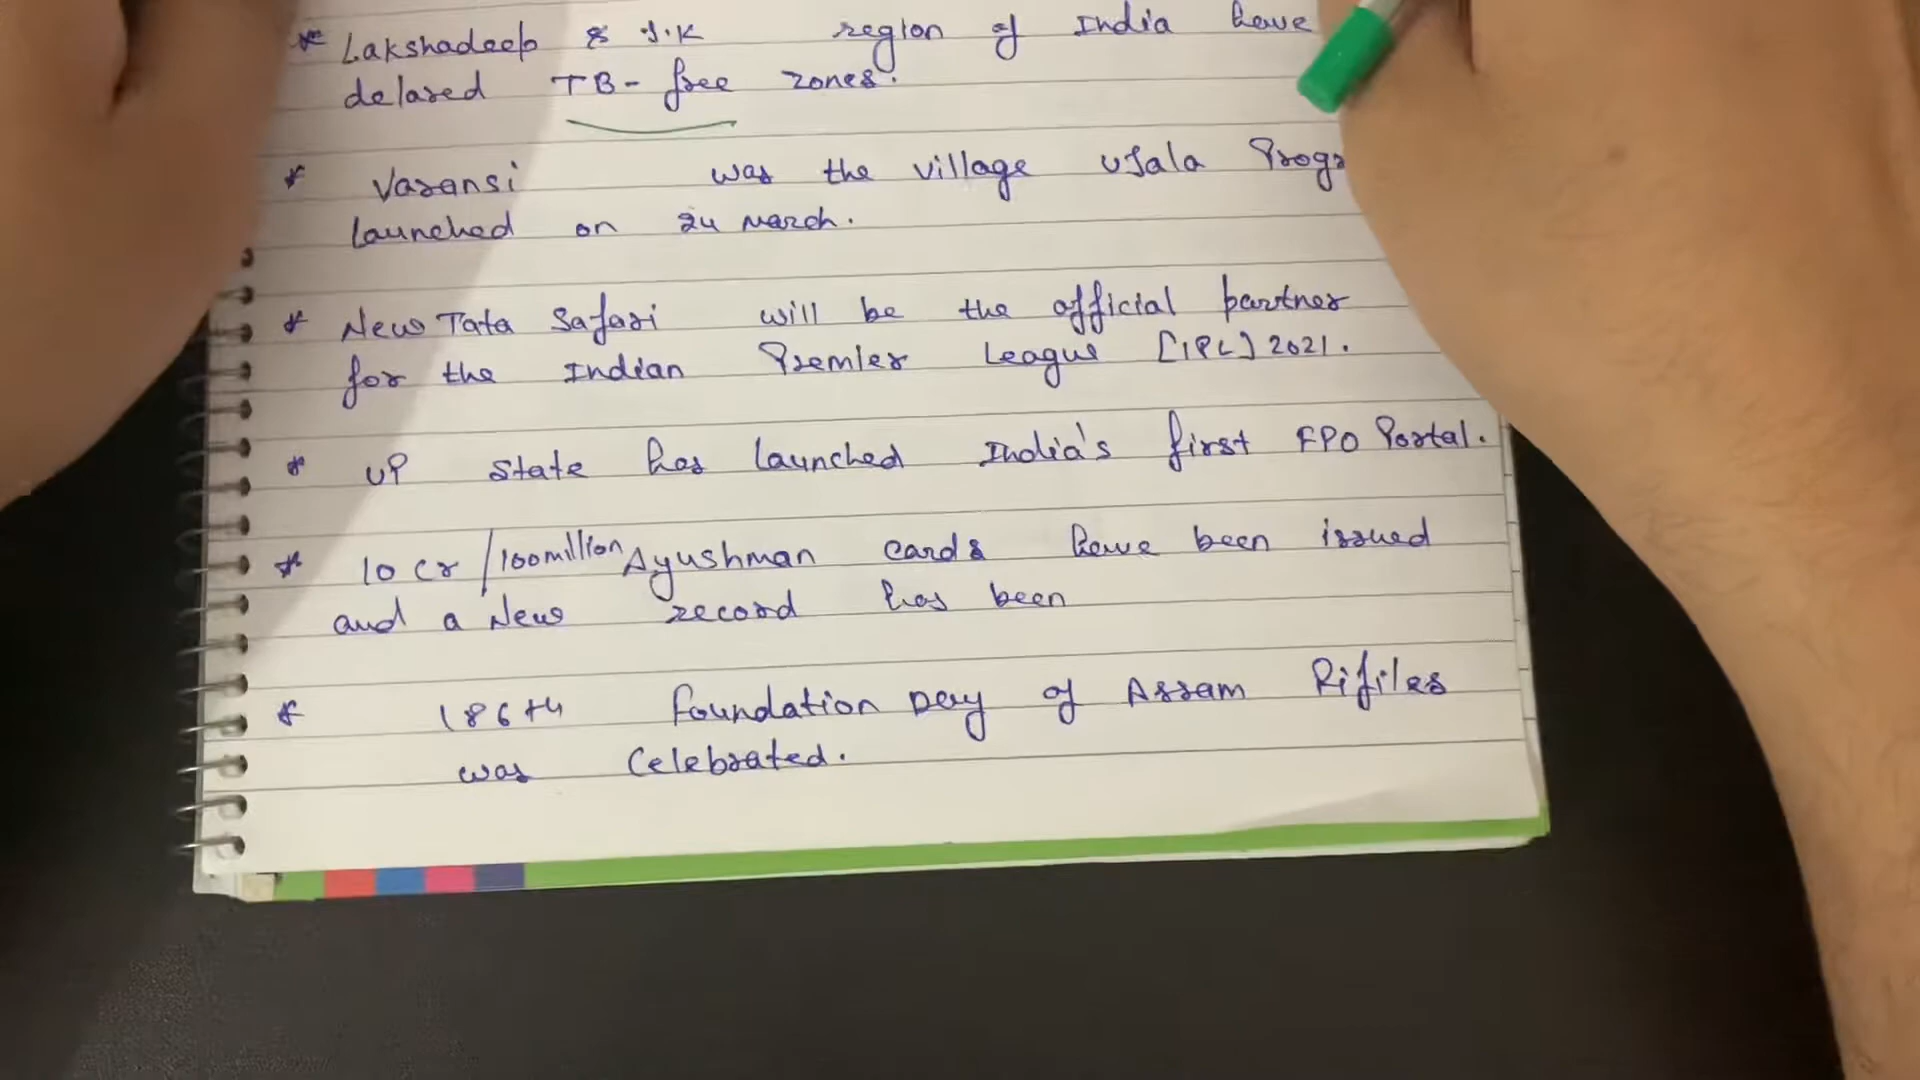 * Lakshadeep & J.K region of India have
delared TB-free zones.
* Varansi was the village uJala Progr
launched on 24 march.
* New Tata Safari will be the official partner
for the Indian Premier League [IPL] 2021.
* UP state has launched India's first FPO Portal.
* 10 cr / 100 million Ayushman cards have been issued
and a New record has been
* 186th foundation Day of Assam Rifiles
was Celebrated.